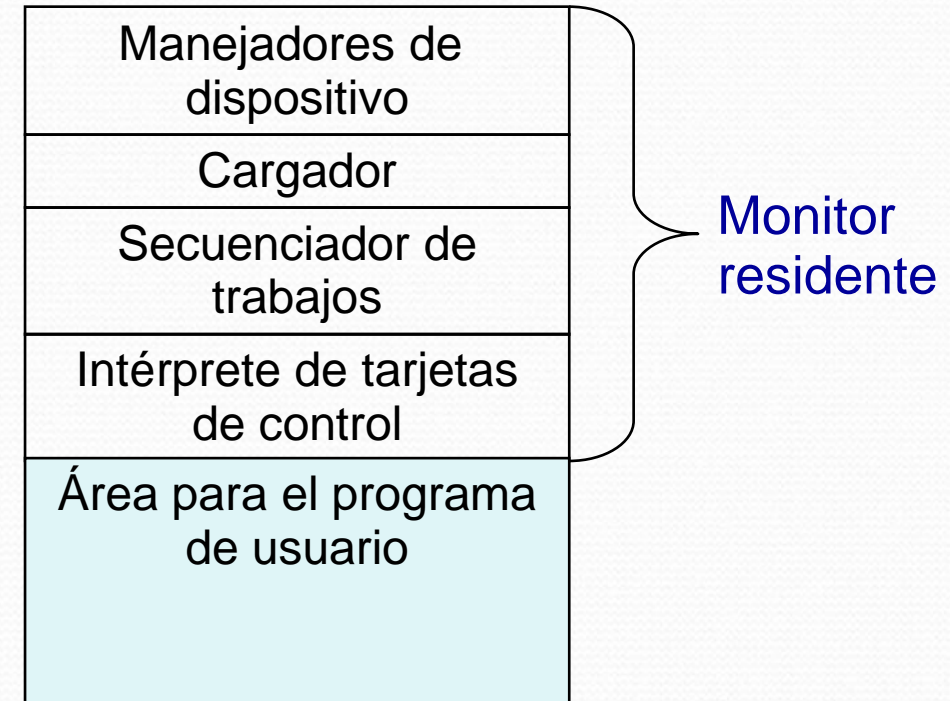 Manejadores de
dispositivo
Cargador
Secuenciador de
trabajos
Intérprete de tarjetas
de control
Área para el programa
de usuario
Monitor
residente